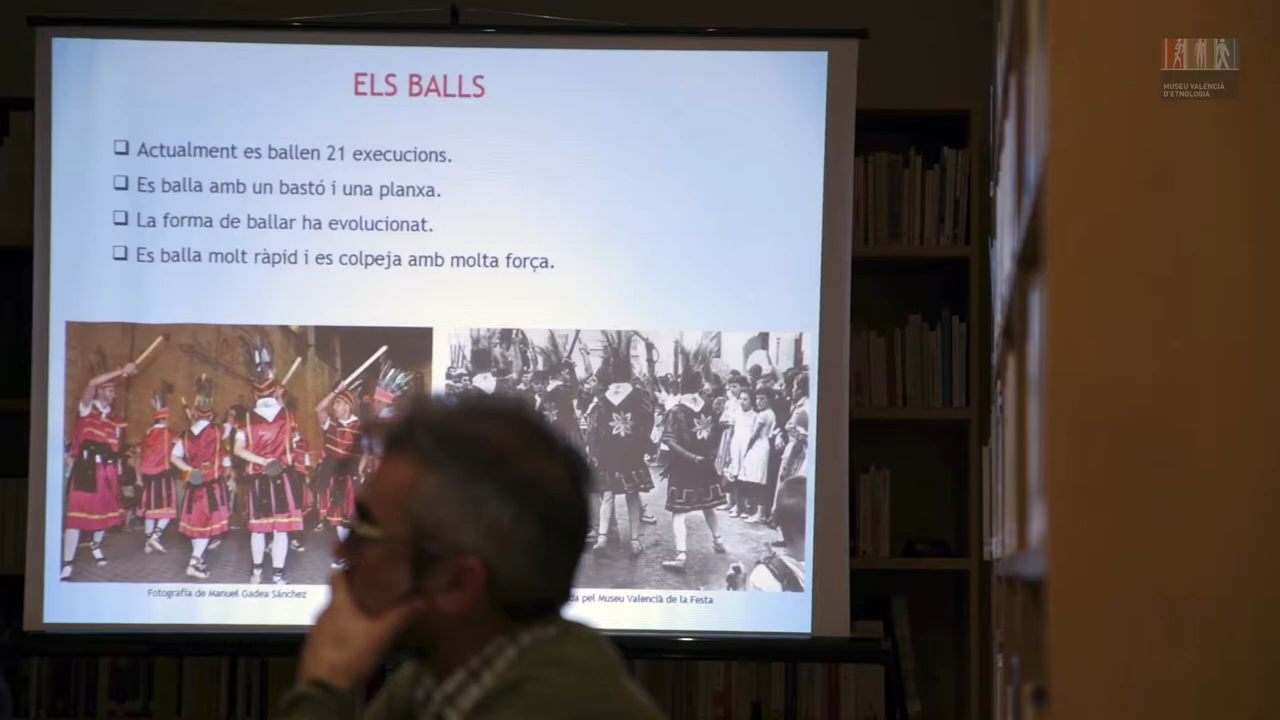 ELS BALLS
Actualment es ballen 21 execucions.
Es balla amb un bastó i una planxa.
La forma de ballar ha evolucionat.
Es balla molt ràpid i es colpeja amb molta força.
Fotografía de Manuel Gadea Sánchez
pel Museu Valencià de la Festa
MUSEU VALENCIÀ
D'ETNOLOGIA